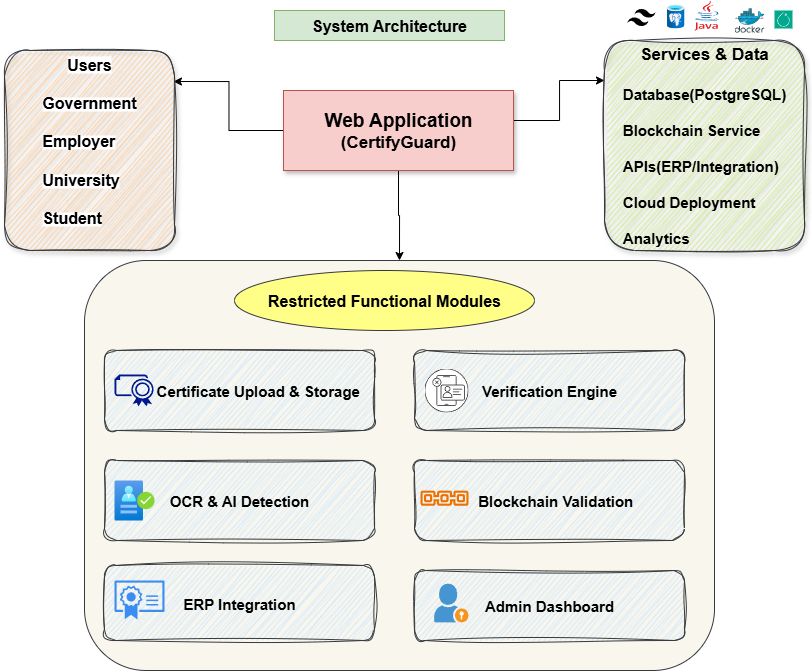 System Architecture
Java
docker
Users
Government
Employer
University
Student
Web Application
(CertifyGuard)
Services & Data
Database(PostgreSQL)
Blockchain Service
APIs(ERP/Integration)
Cloud Deployment
Analytics
Restricted Functional Modules
Certificate Upload & Storage
Verification Engine
OCR & AI Detection
Blockchain Validation
ERP Integration
Admin Dashboard